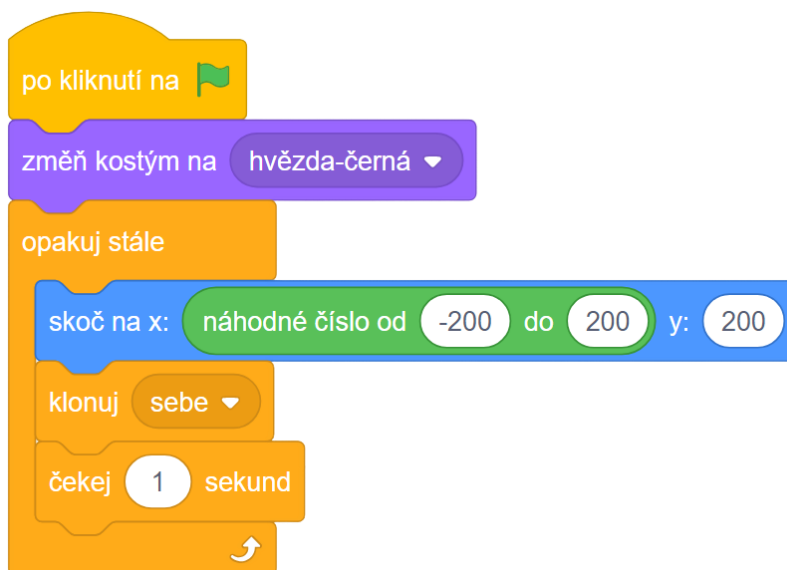 po kliknutí na
změň kostým na hvězda-černá
opakuj stále
skoč na x: náhodné číslo od -200 do 200 y: 200
klonuj sebe
čekej 1 sekund